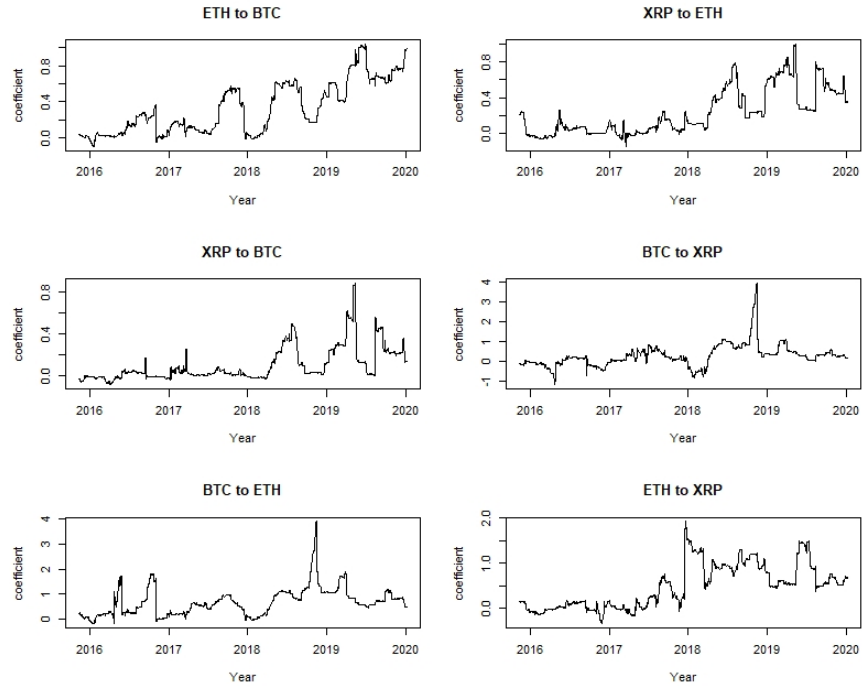 ETH to BTC
coefficient
0.0 0.4 0.8
2016 2017 2018 2019 2020
Year
XRP to ETH
coefficient
0.0 0.4 0.8
2016 2017 2018 2019 2020
Year
XRP to BTC
coefficient
0.0 0.4 0.8
2016 2017 2018 2019 2020
Year
BTC to XRP
coefficient
-1 0 1 2 3 4
2016 2017 2018 2019 2020
Year
BTC to ETH
coefficient
0 1 2 3 4
2016 2017 2018 2019 2020
Year
ETH to XRP
coefficient
0.0 1.0 2.0
2016 2017 2018 2019 2020
Year